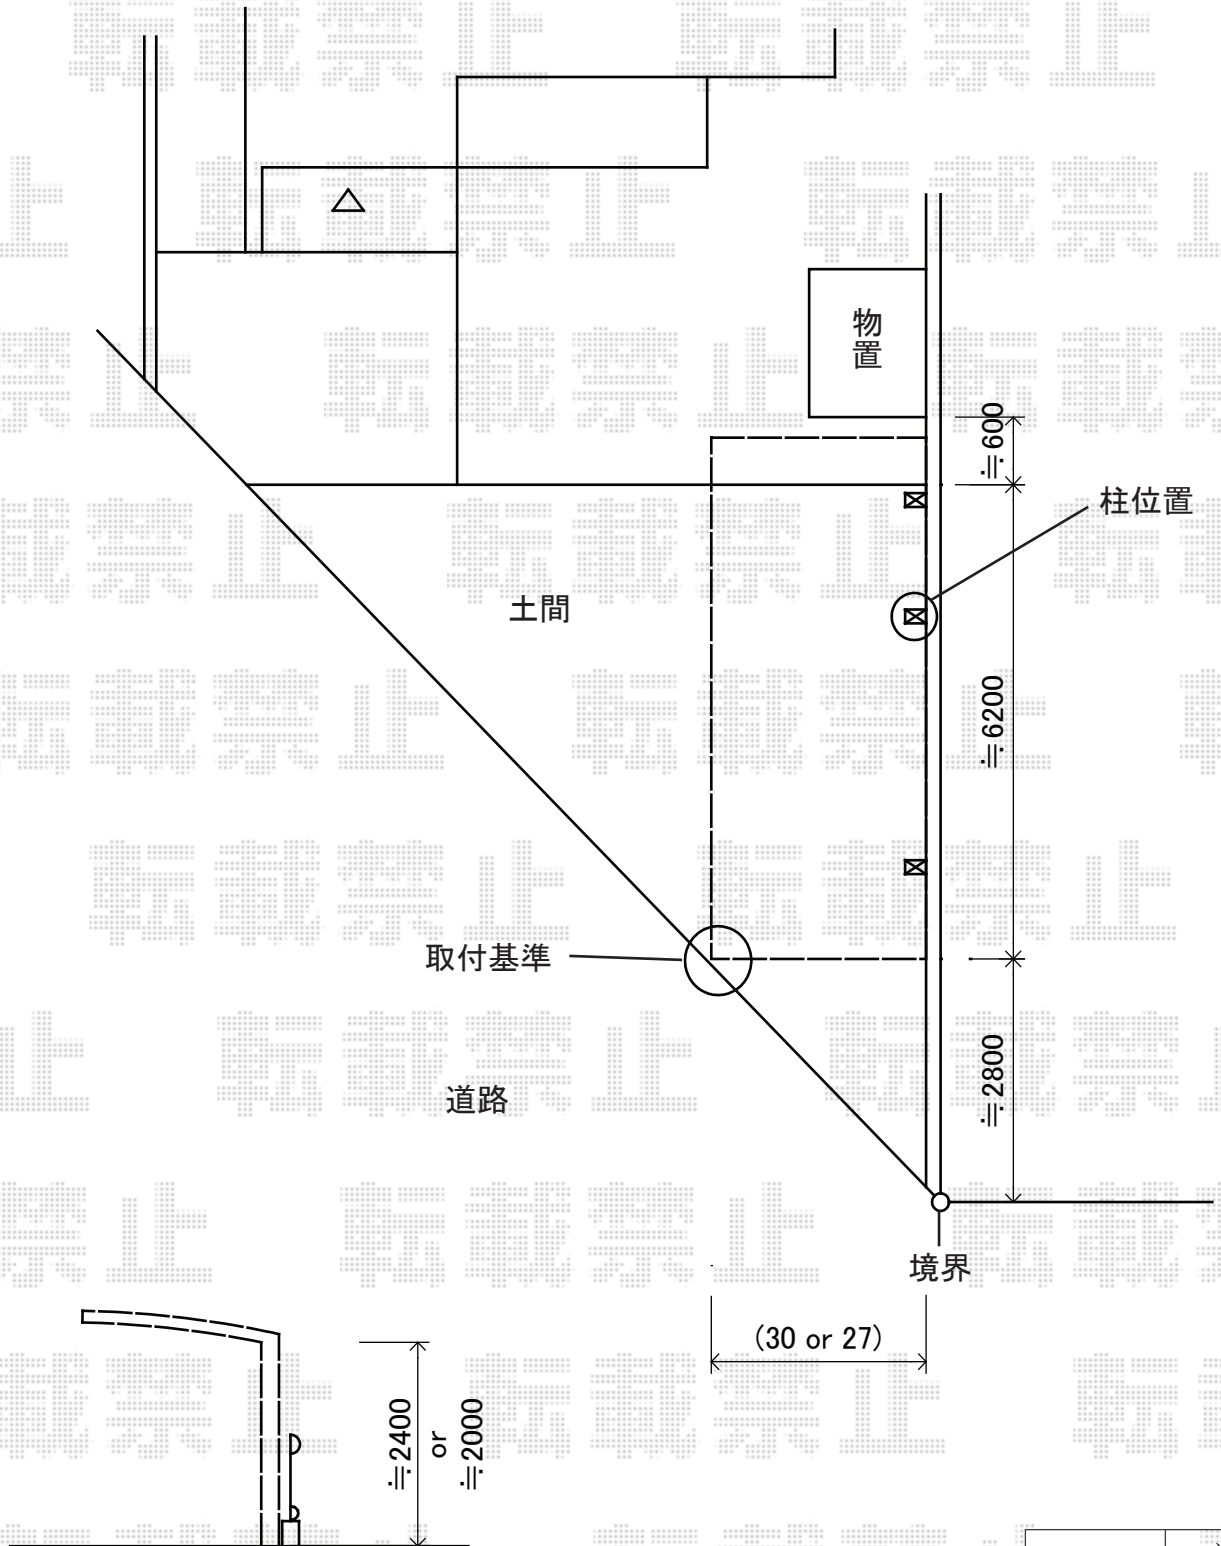 物置
≒600
柱位置
土間
≒6200
取付基準
≒2800
道路
境界
(30 or 27)
≒2400
or
≒2000
転載禁止